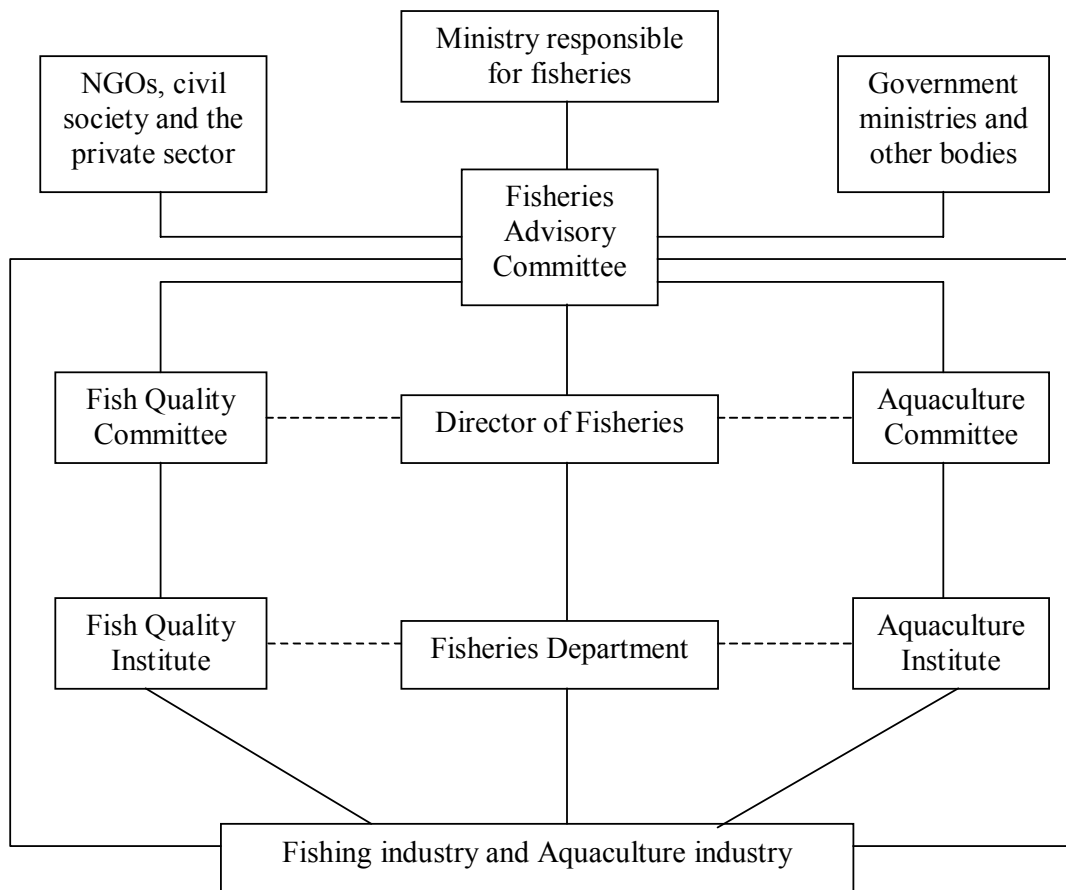 Ministry responsible
for fisheries
NGOs, civil
society and the
private sector
Government
ministries and
other bodies
Fisheries
Advisory
Committee
Fish Quality
Committee
Director of Fisheries
Aquaculture
Committee
Fish Quality
Institute
Fisheries Department
Aquaculture
Institute
Fishing industry and Aquaculture industry